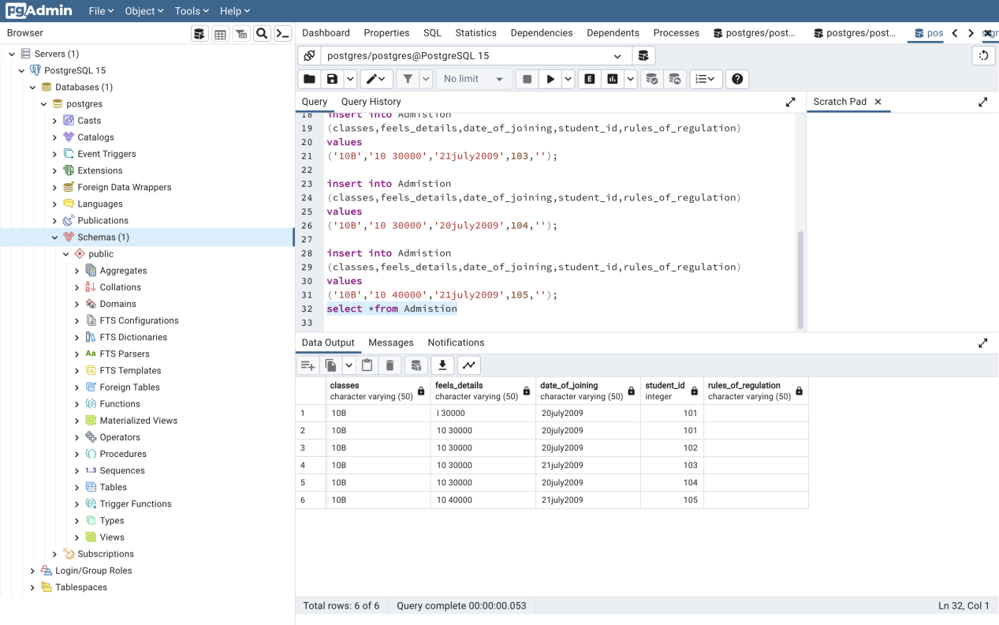 pgAdmin File Object Tools Help
Browser
Dashboard Properties SQL Statistics Dependencies Dependents Processes postgres/post... postgres/post... pos
Servers (1)
PostgreSQL 15
Databases (1)
postgres
Casts
Catalogs
Event Triggers
Extensions
Foreign Data Wrappers
Languages
Publications
Schemas (1)
public
Aggregates
Collations
Domains
FTS Configurations
FTS Dictionaries
Aa FTS Parsers
FTS Templates
Foreign Tables
Functions
Materialized Views
Operators
Procedures
1..3 Sequences
Tables
Trigger Functions
Types
Views
Subscriptions
Login/Group Roles
Tablespaces
postgres/postgres@PostgreSQL 15
No limit E
Query Query History Scratch Pad
18 insert into Admistion
19 (classes,feels_details,date_of_joining,student_id,rules_of_regulation)
20 values
21 ('10B','10 30000','21july2009',103,'');
22
23 insert into Admistion
24 (classes,feels_details,date_of_joining,student_id,rules_of_regulation)
25 values
26 ('10B','10 30000','20july2009',104,'');
27
28 insert into Admistion
29 (classes,feels_details,date_of_joining,student_id,rules_of_regulation)
30 values
31 ('10B','10 40000','21july2009',105,'');
32 select *from Admistion
33
Data Output Messages Notifications
classes feels_details date_of_joining student_id rules_of_regulation
character varying (50) character varying (50) character varying (50) integer character varying (50)
1 10B I 30000 20july2009 101
2 10B 10 30000 20july2009 101
3 10B 10 30000 20july2009 102
4 10B 10 30000 21july2009 103
5 10B 10 30000 20july2009 104
6 10B 10 40000 21july2009 105
Total rows: 6 of 6 Query complete 00:00:00.053 Ln 32, Col 1